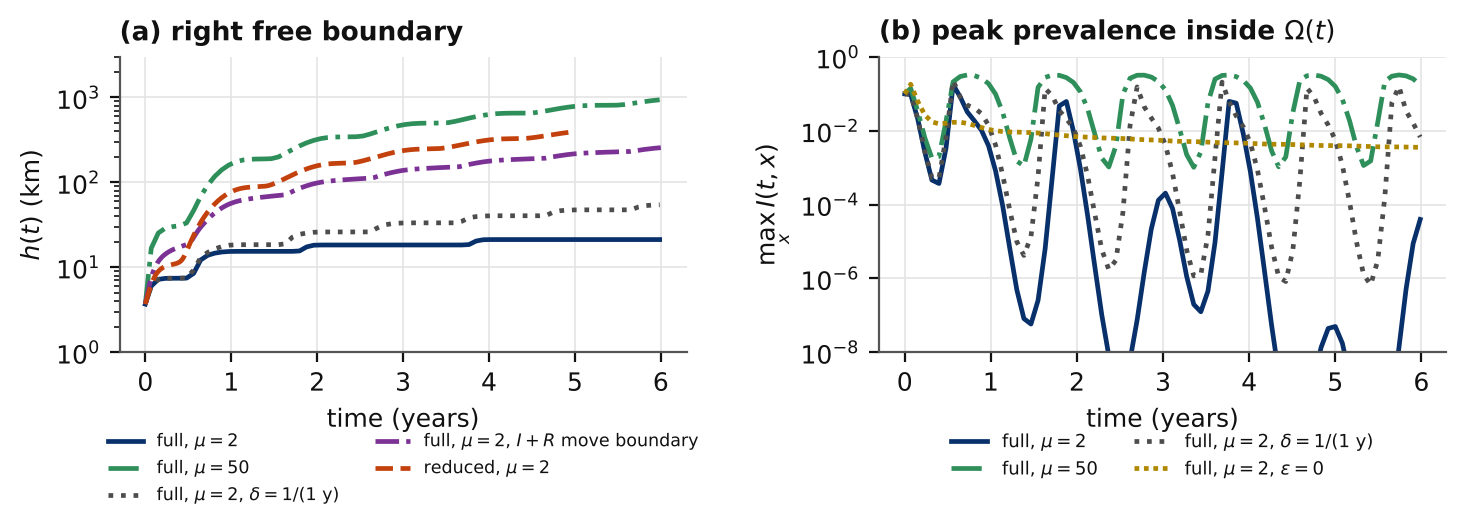 (a) right free boundary
h(t) (km)
10³
10²
10¹
10⁰
0 1 2 3 4 5 6
time (years)
full, μ = 2
full, μ = 50
full, μ = 2, δ = 1/(1 y)
full, μ = 2, I + R move boundary
reduced, μ = 2
(b) peak prevalence inside Ω(t)
max I(t, x)
x
10⁰
10⁻²
10⁻⁴
10⁻⁶
10⁻⁸
0 1 2 3 4 5 6
time (years)
full, μ = 2
full, μ = 50
full, μ = 2, δ = 1/(1 y)
full, μ = 2, ε = 0